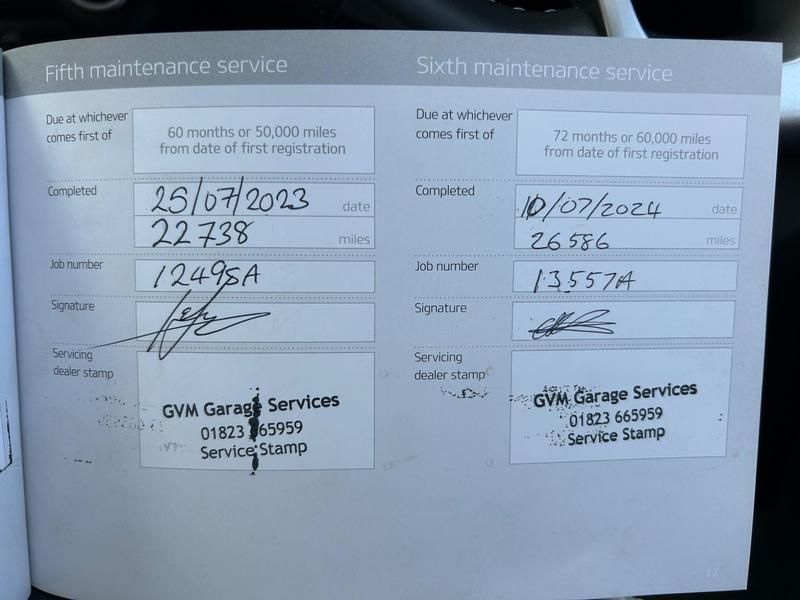 Fifth maintenance service
Due at whichever
comes first of
60 months or 50,000 miles
from date of first registration
Completed
25/07/2023 date
22738 miles
Job number
12495A
Signature
Servicing
dealer stamp
GVM Garage Services
01823 665959
Service Stamp
Sixth maintenance service
Due at whichever
comes first of
72 months or 60,000 miles
from date of first registration
Completed
10/07/2024 date
26586 miles
Job number
13557A
Signature
Servicing
dealer stamp
GVM Garage Services
01823 665959
Service Stamp
17